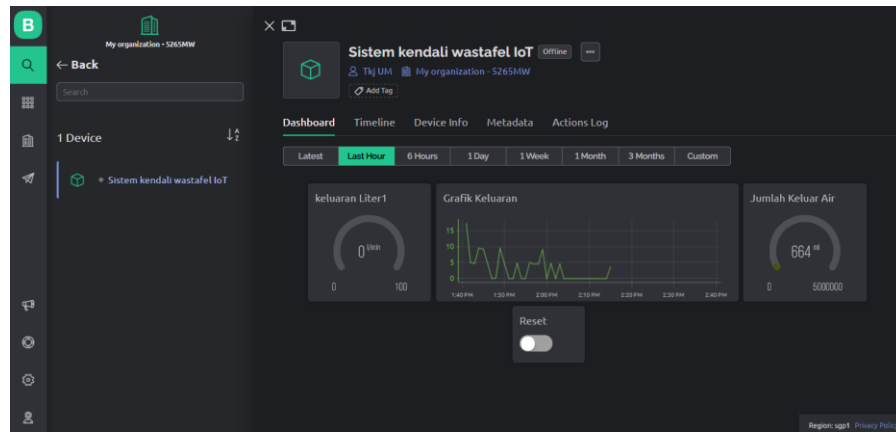 B
My organization - 5265MW
← Back
Search
1 Device
Sistem kendali wastafel IoT
Sistem kendali wastafel IoT Offline
Tkj UM My organization - 5265MW
Add Tag
Dashboard Timeline Device Info Metadata Actions Log
Latest Last Hour 6 Hours 1 Day 1 Week 1 Month 3 Months Custom
keluaran Liter1
0 l/min
0 100
Grafik Keluaran
15
10
5
0
1:40 PM 1:50 PM 2:00 PM 2:10 PM 2:20 PM 2:30 PM 2:40 PM
Jumlah Keluar Air
664 ml
0 5000000
Reset
Region: sgp1 Privacy Policy